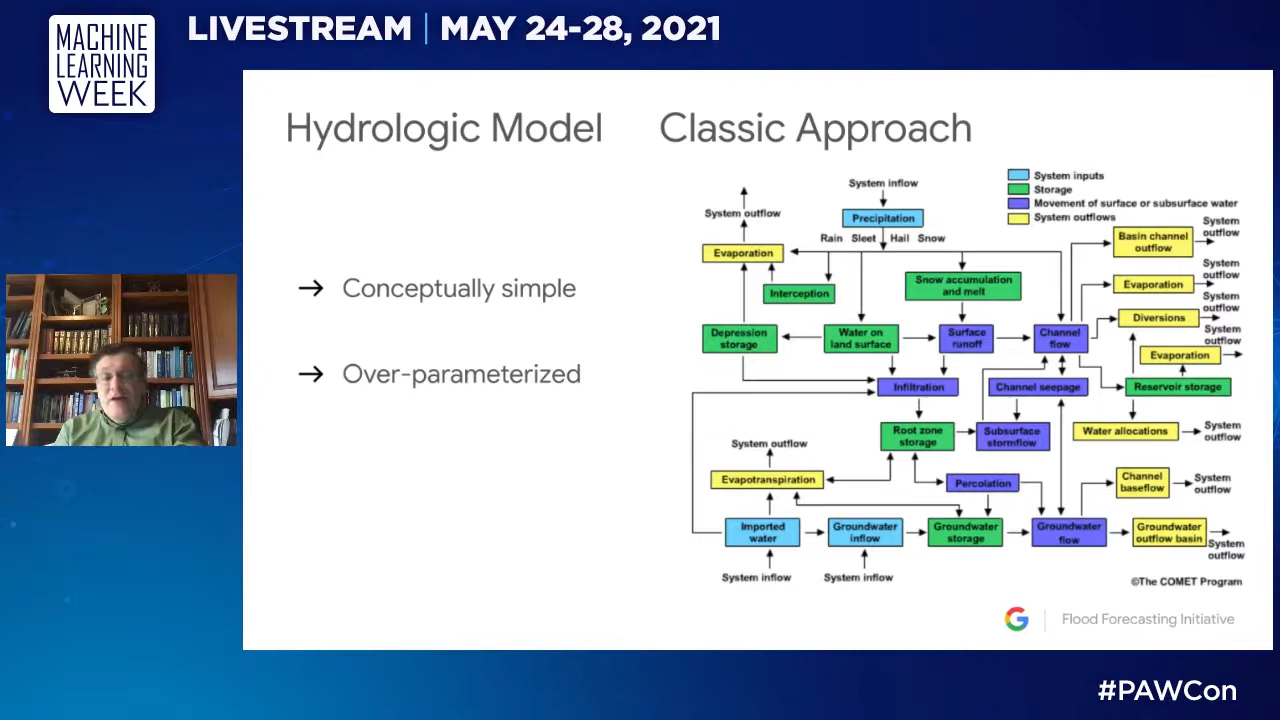 MACHINE
LEARNING
WEEK
LIVESTREAM | MAY 24-28, 2021
Hydrologic Model
Classic Approach
→ Conceptually simple
→ Over-parameterized
System inputs
Storage
Movement of surface or subsurface water
System outflows
System inflow
Precipitation
Rain Sleet Hail Snow
System outflow
Evaporation
Interception
Snow accumulation
and melt
Basin channel
outflow
System
outflow
Evaporation
System
outflow
Diversions
System
outflow
Depression
storage
Water on
land surface
Surface
runoff
Channel
flow
Evaporation
System
outflow
Infiltration
Channel seepage
Reservoir storage
Root zone
storage
Subsurface
stormflow
Water allocations
System
outflow
System outflow
Evapotranspiration
Percolation
Channel
baseflow
System
outflow
Imported
water
Groundwater
inflow
Groundwater
storage
Groundwater
flow
Groundwater
outflow basin
System
outflow
System inflow
System inflow
©The COMET Program
G | Flood Forecasting Initiative
#PAWCon